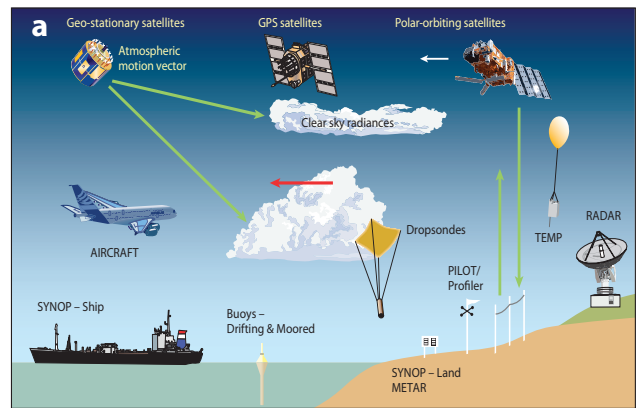 a
Geo-stationary satellites
GPS satellites
Polar-orbiting satellites
Atmospheric
motion vector
Clear sky radiances
AIRCRAFT
Dropsondes
TEMP
RADAR
PILOT/
Profiler
SYNOP – Ship
Buoys –
Drifting & Moored
SYNOP – Land
METAR